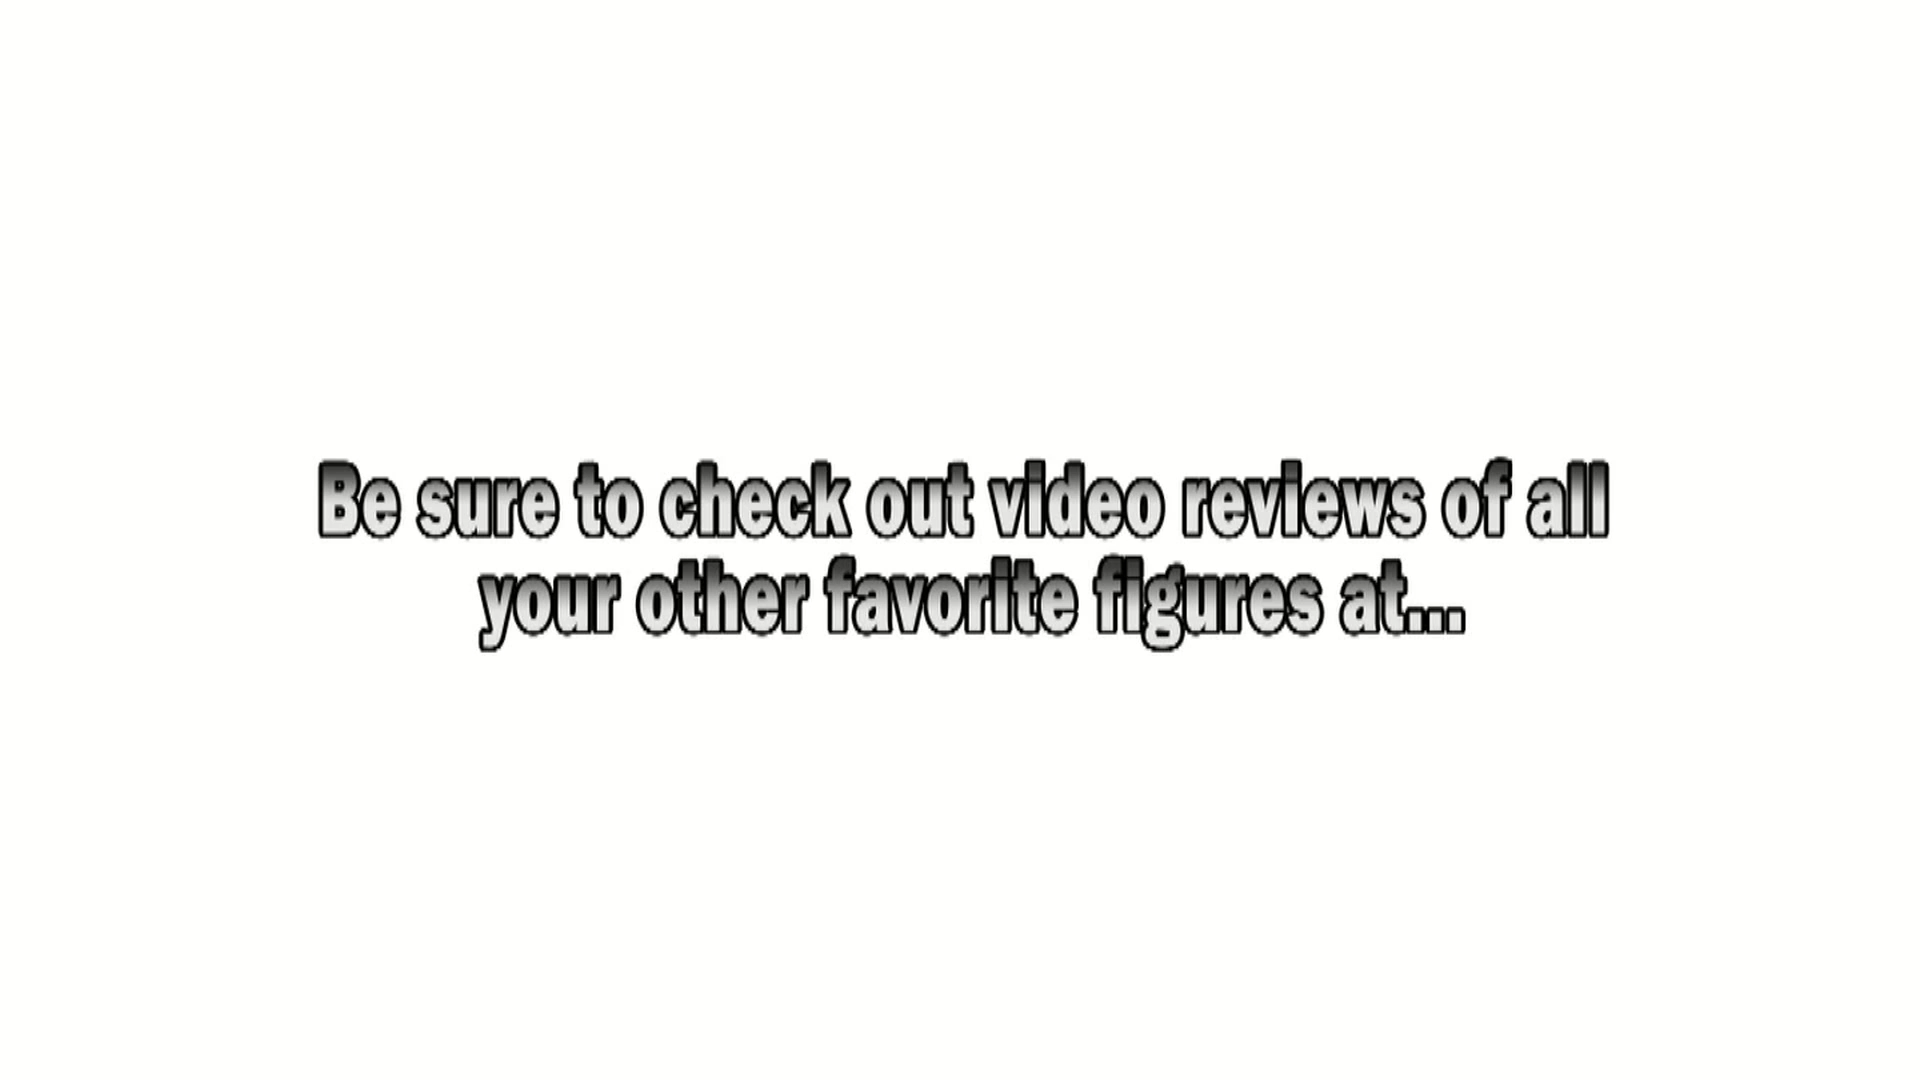 Be sure to check out video reviews of all
your other favorite figures at...